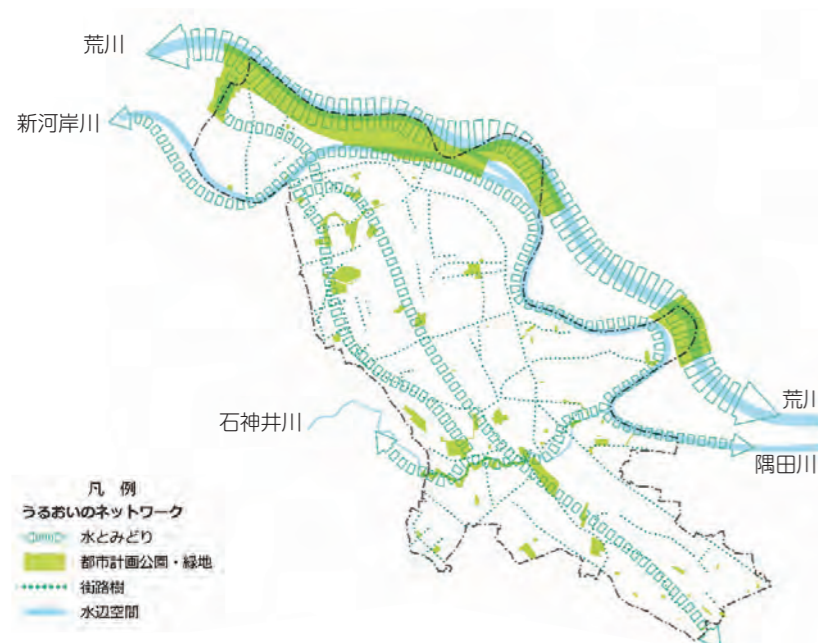 荒川
新河岸川
石神井川
荒川
隅田川
凡 例
うるおいのネットワーク
水とみどり
都市計画公園・緑地
街路樹
水辺空間